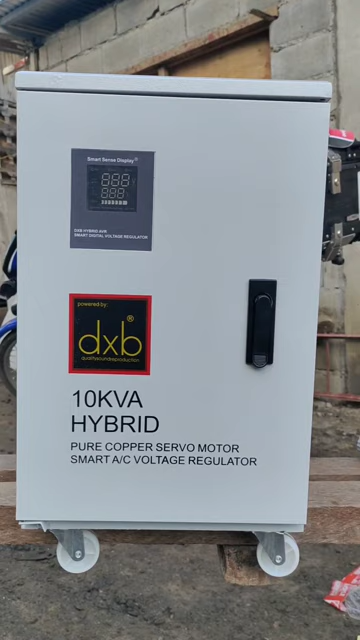 Smart Sense Display®
888
888
DXB HYBRID AVR
SMART DIGITAL VOLTAGE REGULATOR
powered by:
dxb®
qualitysoundreproduction
10KVA
HYBRID
PURE COPPER SERVO MOTOR
SMART A/C VOLTAGE REGULATOR